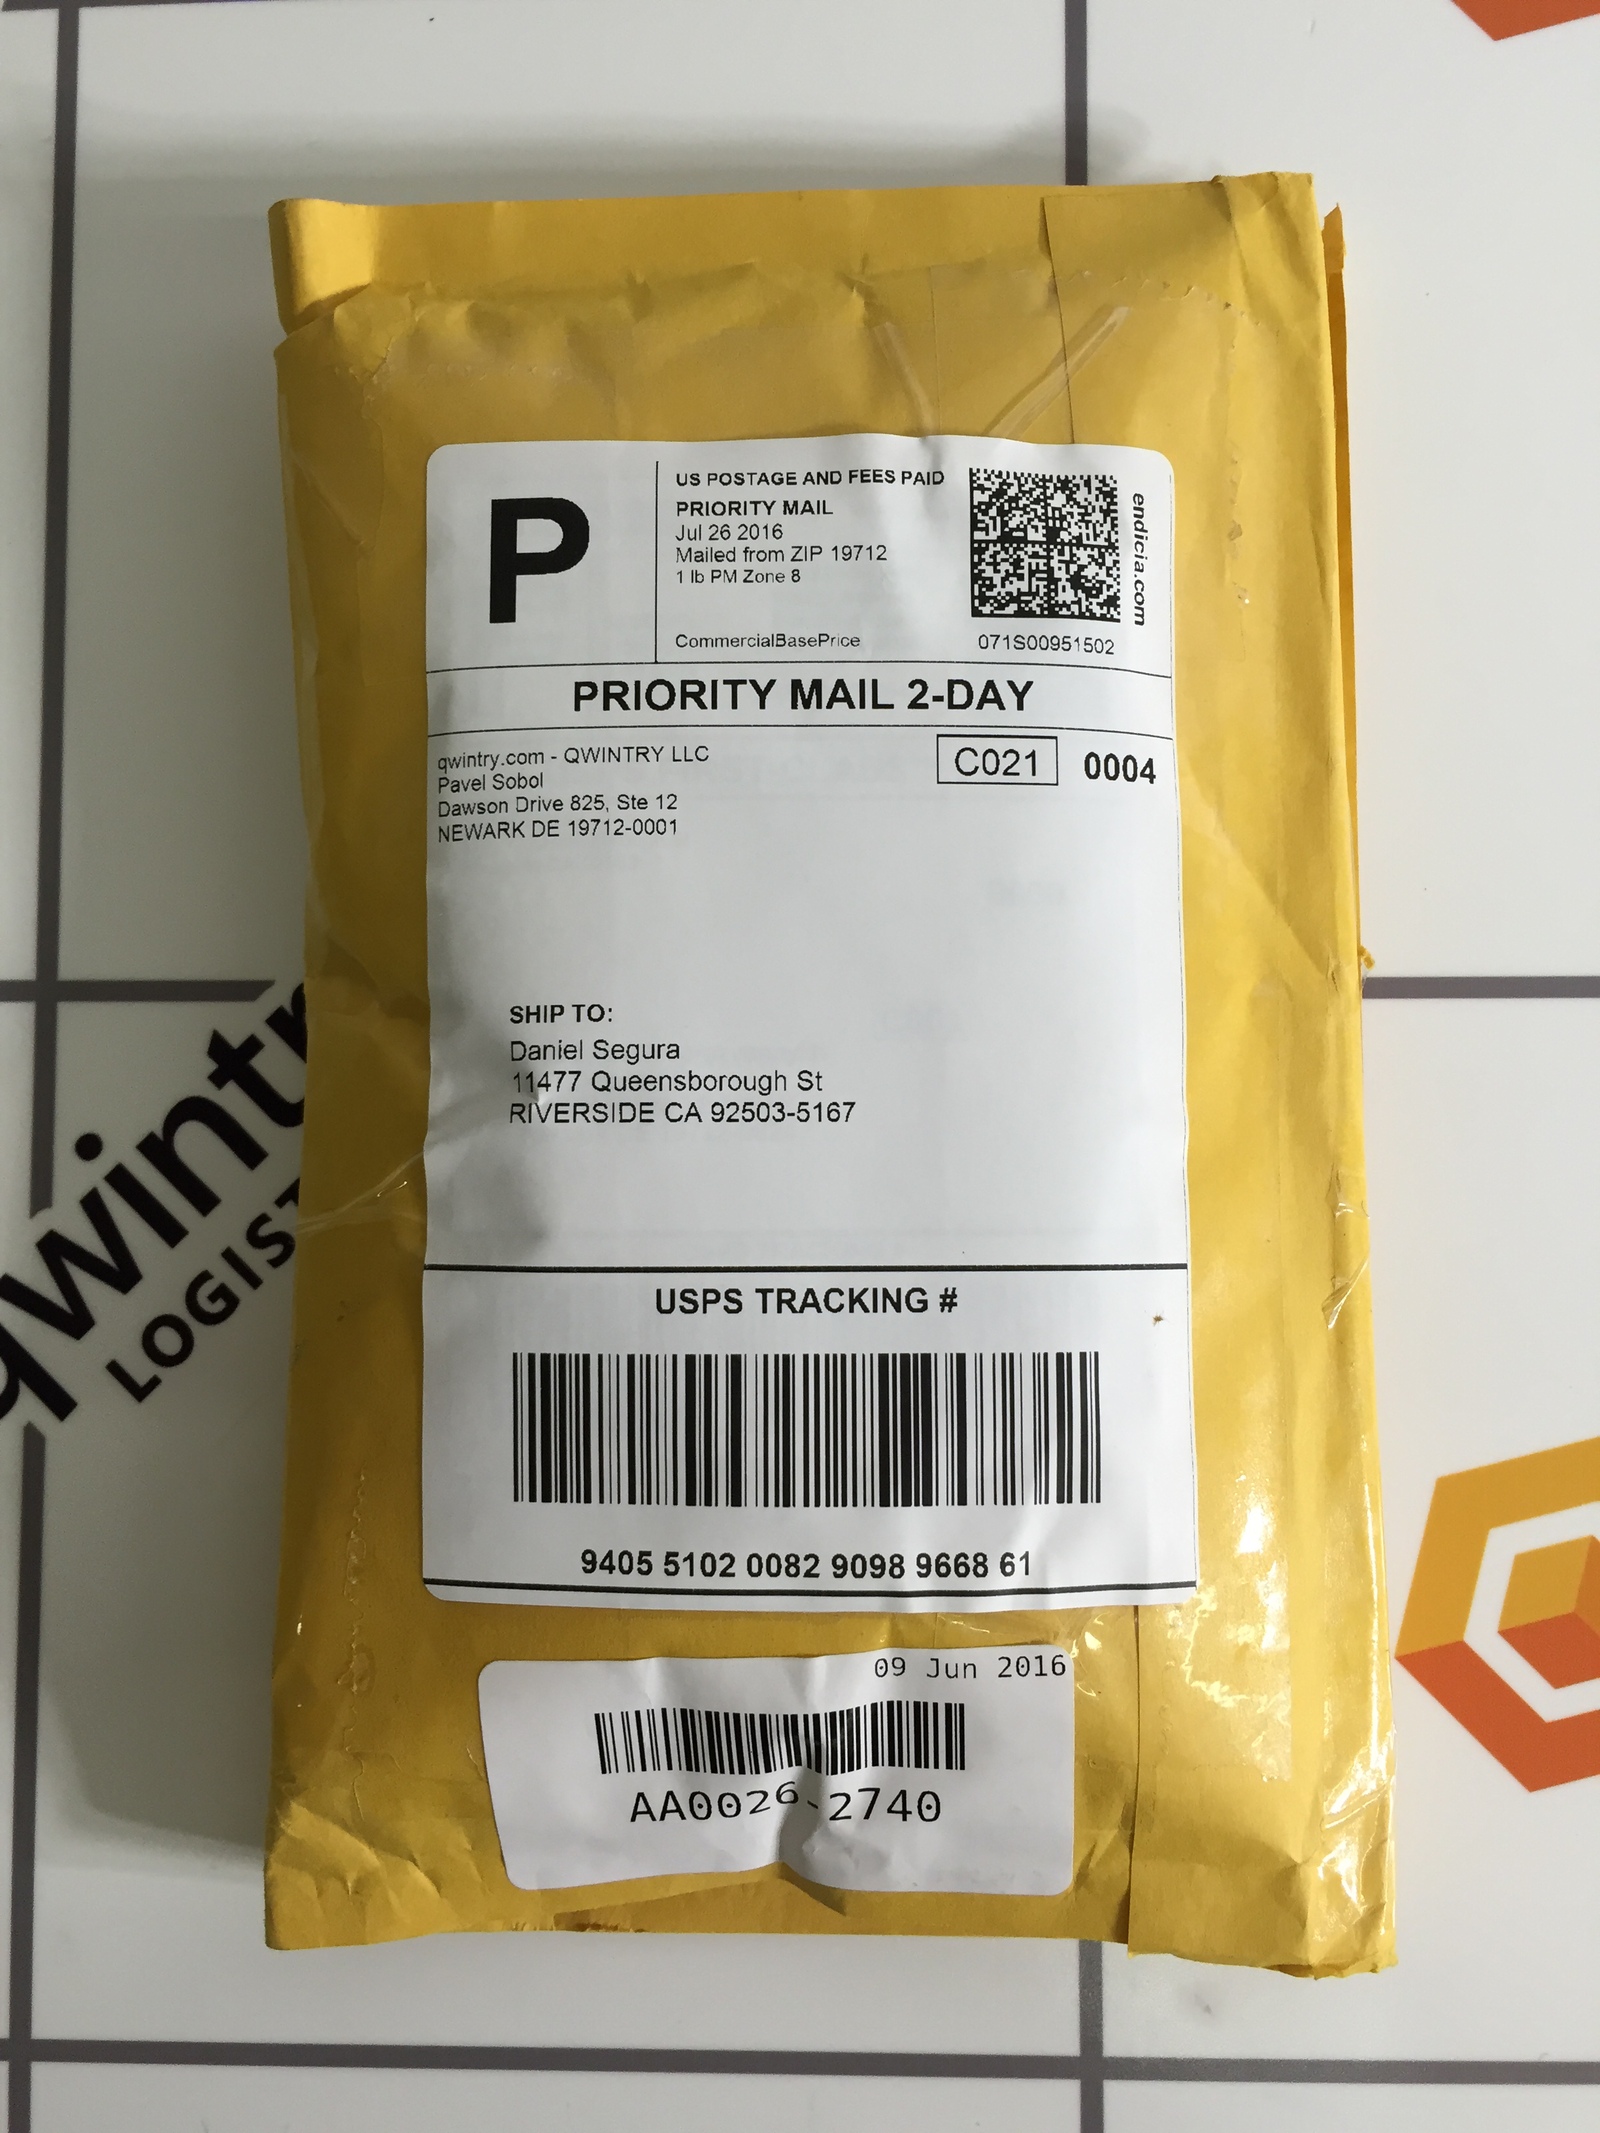 P
US POSTAGE AND FEES PAID
PRIORITY MAIL
Jul 26 2016
Mailed from ZIP 19712
1 lb PM Zone 8
CommercialBasePrice
endicia.com
071S00951502
PRIORITY MAIL 2-DAY
qwintry.com - QWINTRY LLC
Pavel Sobol
Dawson Drive 825, Ste 12
NEWARK DE 19712-0001
C021 0004
SHIP TO:
Daniel Segura
11477 Queensborough St
RIVERSIDE CA 92503-5167
USPS TRACKING #
9405 5102 0082 9098 9668 61
09 Jun 2016
AA0026-2740
qwintr
LOGIST